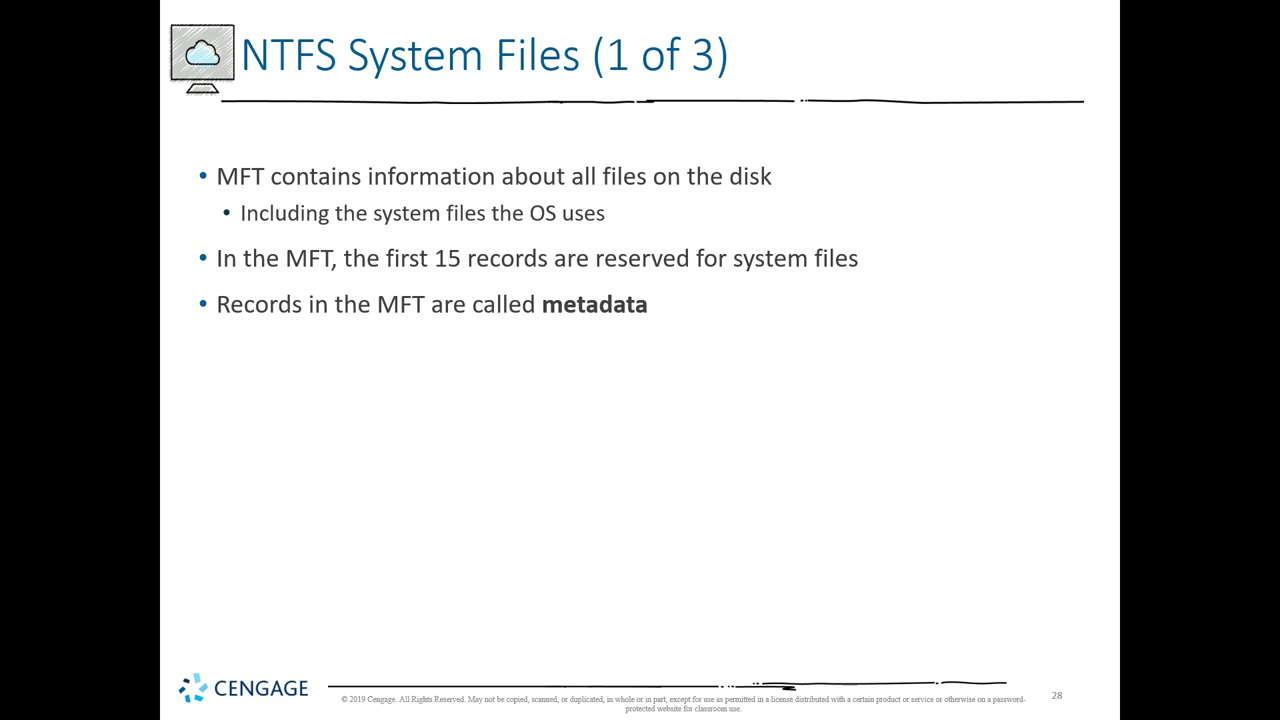 NTFS System Files (1 of 3)
• MFT contains information about all files on the disk
• Including the system files the OS uses
• In the MFT, the first 15 records are reserved for system files
• Records in the MFT are called metadata
CENGAGE
© 2019 Cengage. All Rights Reserved. May not be copied, scanned, or duplicated, in whole or in part, except for use as permitted in a license distributed with a certain product or service or otherwise on a password-
protected website for classroom use.
28